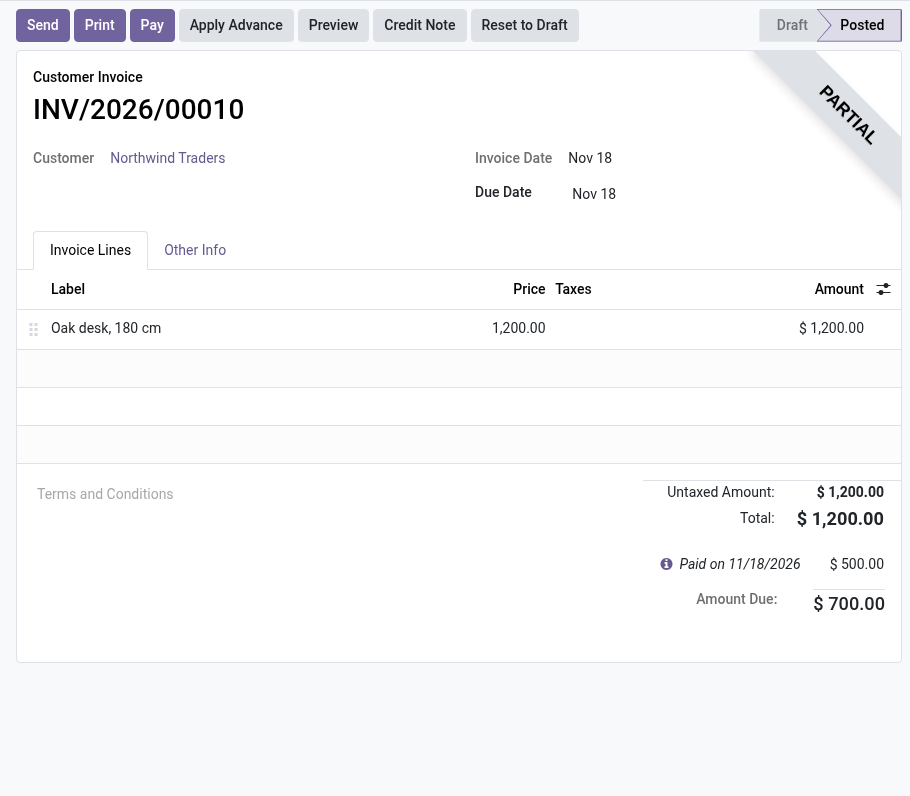 Send Print Pay Apply Advance Preview Credit Note Reset to Draft Draft Posted
PARTIAL
Customer Invoice
INV/2026/00010
Customer Northwind Traders Invoice Date Nov 18
Due Date Nov 18
Invoice Lines Other Info
Label Price Taxes Amount
Oak desk, 180 cm 1,200.00 $ 1,200.00
Terms and Conditions Untaxed Amount: $ 1,200.00
Total: $ 1,200.00
Paid on 11/18/2026 $ 500.00
Amount Due: $ 700.00